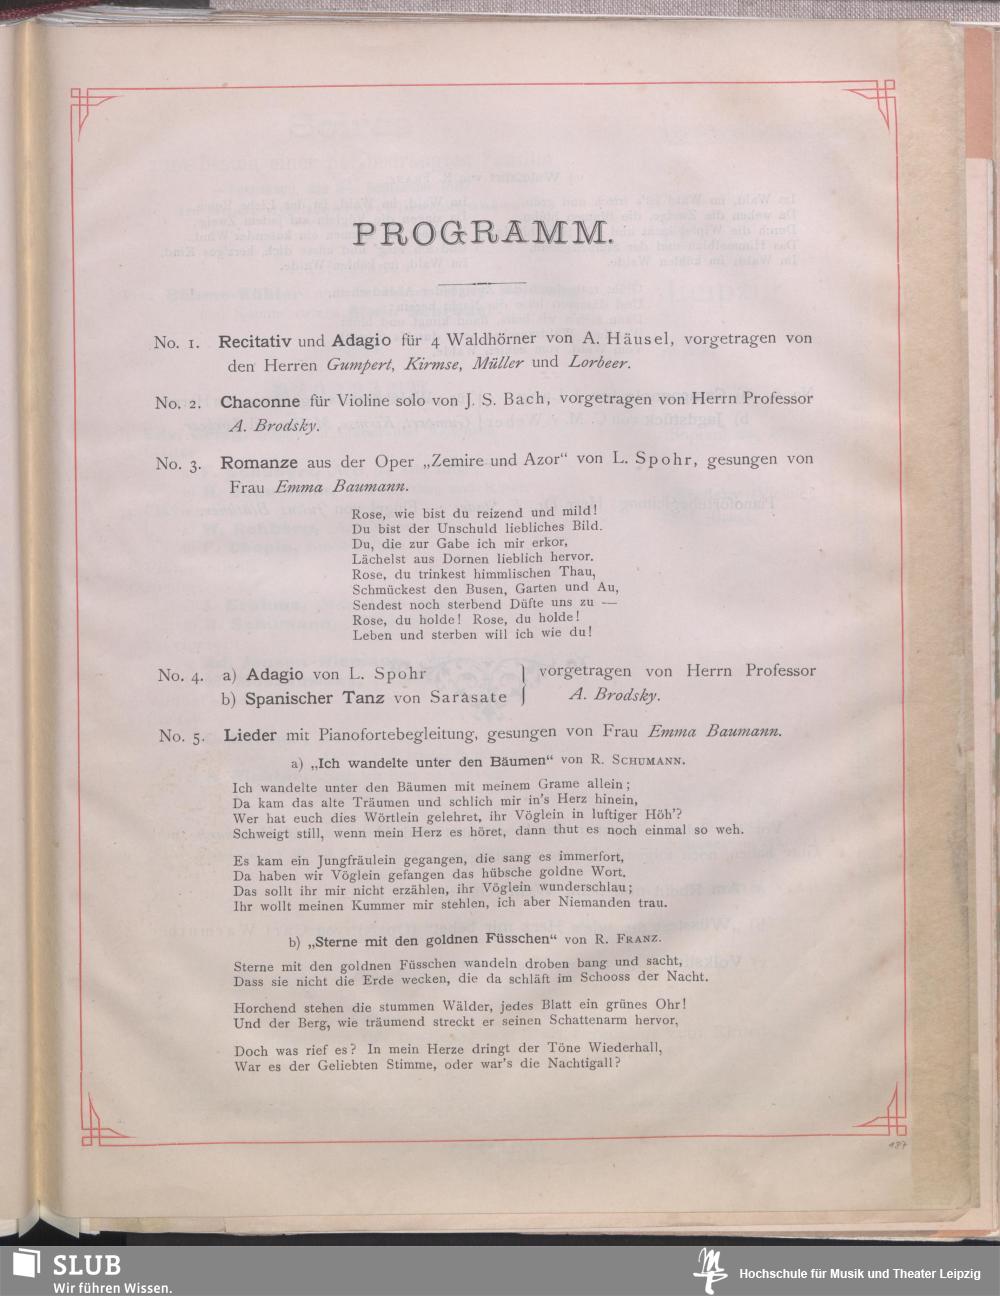 PROGRAMM.
No. 1. Recitativ und Adagio für 4 Waldhörner von A. Häusel, vorgetragen von
den Herren Gumpert, Kirmse, Müller und Lorbeer.
No. 2. Chaconne für Violine solo von J. S. Bach, vorgetragen von Herrn Professor
A. Brodsky.
No. 3. Romanze aus der Oper „Zemire und Azor“ von L. Spohr, gesungen von
Frau Emma Baumann.
Rose, wie bist du reizend und mild!
Du bist der Unschuld liebliches Bild.
Du, die zur Gabe ich mir erkor,
Lächelst aus Dornen lieblich hervor.
Rose, du trinkest himmlischen Thau,
Schmückest den Busen, Garten und Au,
Sendest noch sterbend Düfte uns zu —
Rose, du holde! Rose, du holde!
Leben und sterben will ich wie du!
No. 4. a) Adagio von L. Spohr } vorgetragen von Herrn Professor
b) Spanischer Tanz von Sarasate } A. Brodsky.
No. 5. Lieder mit Pianofortebegleitung, gesungen von Frau Emma Baumann.
a) „Ich wandelte unter den Bäumen“ von R. Schumann.
Ich wandelte unter den Bäumen mit meinem Grame allein;
Da kam das alte Träumen und schlich mir in's Herz hinein,
Wer hat euch dies Wörtlein gelehret, ihr Vöglein in luftiger Höh'?
Schweigt still, wenn mein Herz es höret, dann thut es noch einmal so weh.
Es kam ein Jungfräulein gegangen, die sang es immerfort,
Da haben wir Vöglein gefangen das hübsche goldne Wort.
Das sollt ihr mir nicht erzählen, ihr Vöglein wunderschlau;
Ihr wollt meinen Kummer mir stehlen, ich aber Niemanden trau.
b) „Sterne mit den goldnen Füsschen“ von R. Franz.
Sterne mit den goldnen Füsschen wandeln droben bang und sacht,
Dass sie nicht die Erde wecken, die da schläft im Schooss der Nacht.
Horchend stehen die stummen Wälder, jedes Blatt ein grünes Ohr!
Und der Berg, wie träumend streckt er seinen Schattenarm hervor,
Doch was rief es? In mein Herze dringt der Töne Wiederhall,
War es der Geliebten Stimme, oder war's die Nachtigall?
187
SLUB
Wir führen Wissen.
Hochschule für Musik und Theater Leipzig